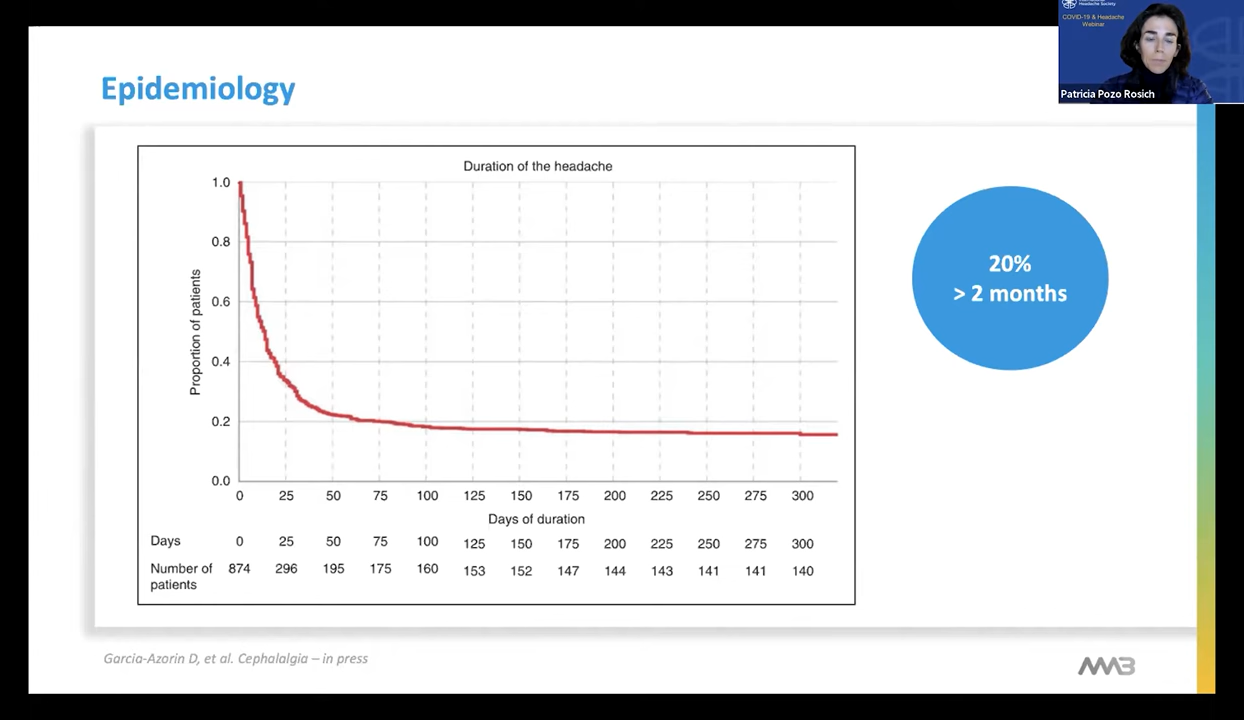 Headache Society
COVID-19 & Headache
Webinar
Patricia Pozo Rosich
Epidemiology
Duration of the headache
Proportion of patients
1.0
0.8
0.6
0.4
0.2
0.0
0 25 50 75 100 125 150 175 200 225 250 275 300
Days of duration
Days 0 25 50 75 100 125 150 175 200 225 250 275 300
Number of patients 874 296 195 175 160 153 152 147 144 143 141 141 140
20%
> 2 months
Garcia-Azorin D, et al. Cephalalgia – in press